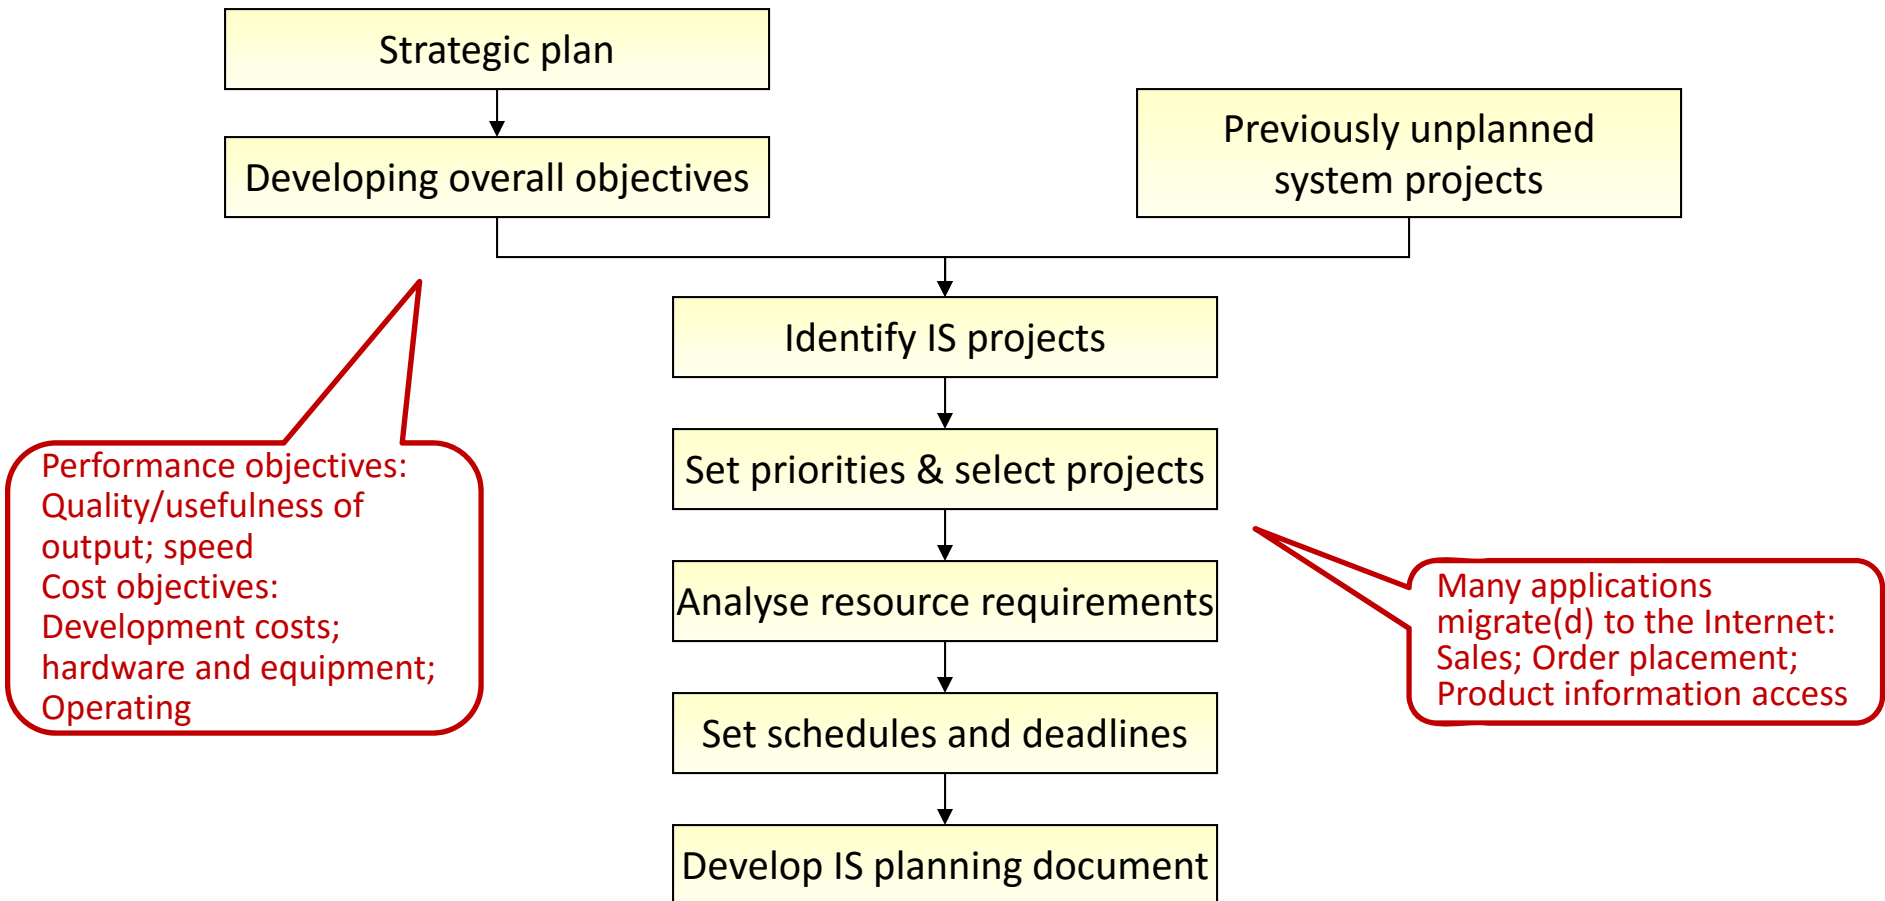 Strategic plan
Developing overall objectives
Previously unplanned
system projects
Identify IS projects
Set priorities & select projects
Analyse resource requirements
Set schedules and deadlines
Develop IS planning document
Performance objectives:
Quality/usefulness of
output; speed
Cost objectives:
Development costs;
hardware and equipment;
Operating
Many applications
migrate(d) to the Internet:
Sales; Order placement;
Product information access